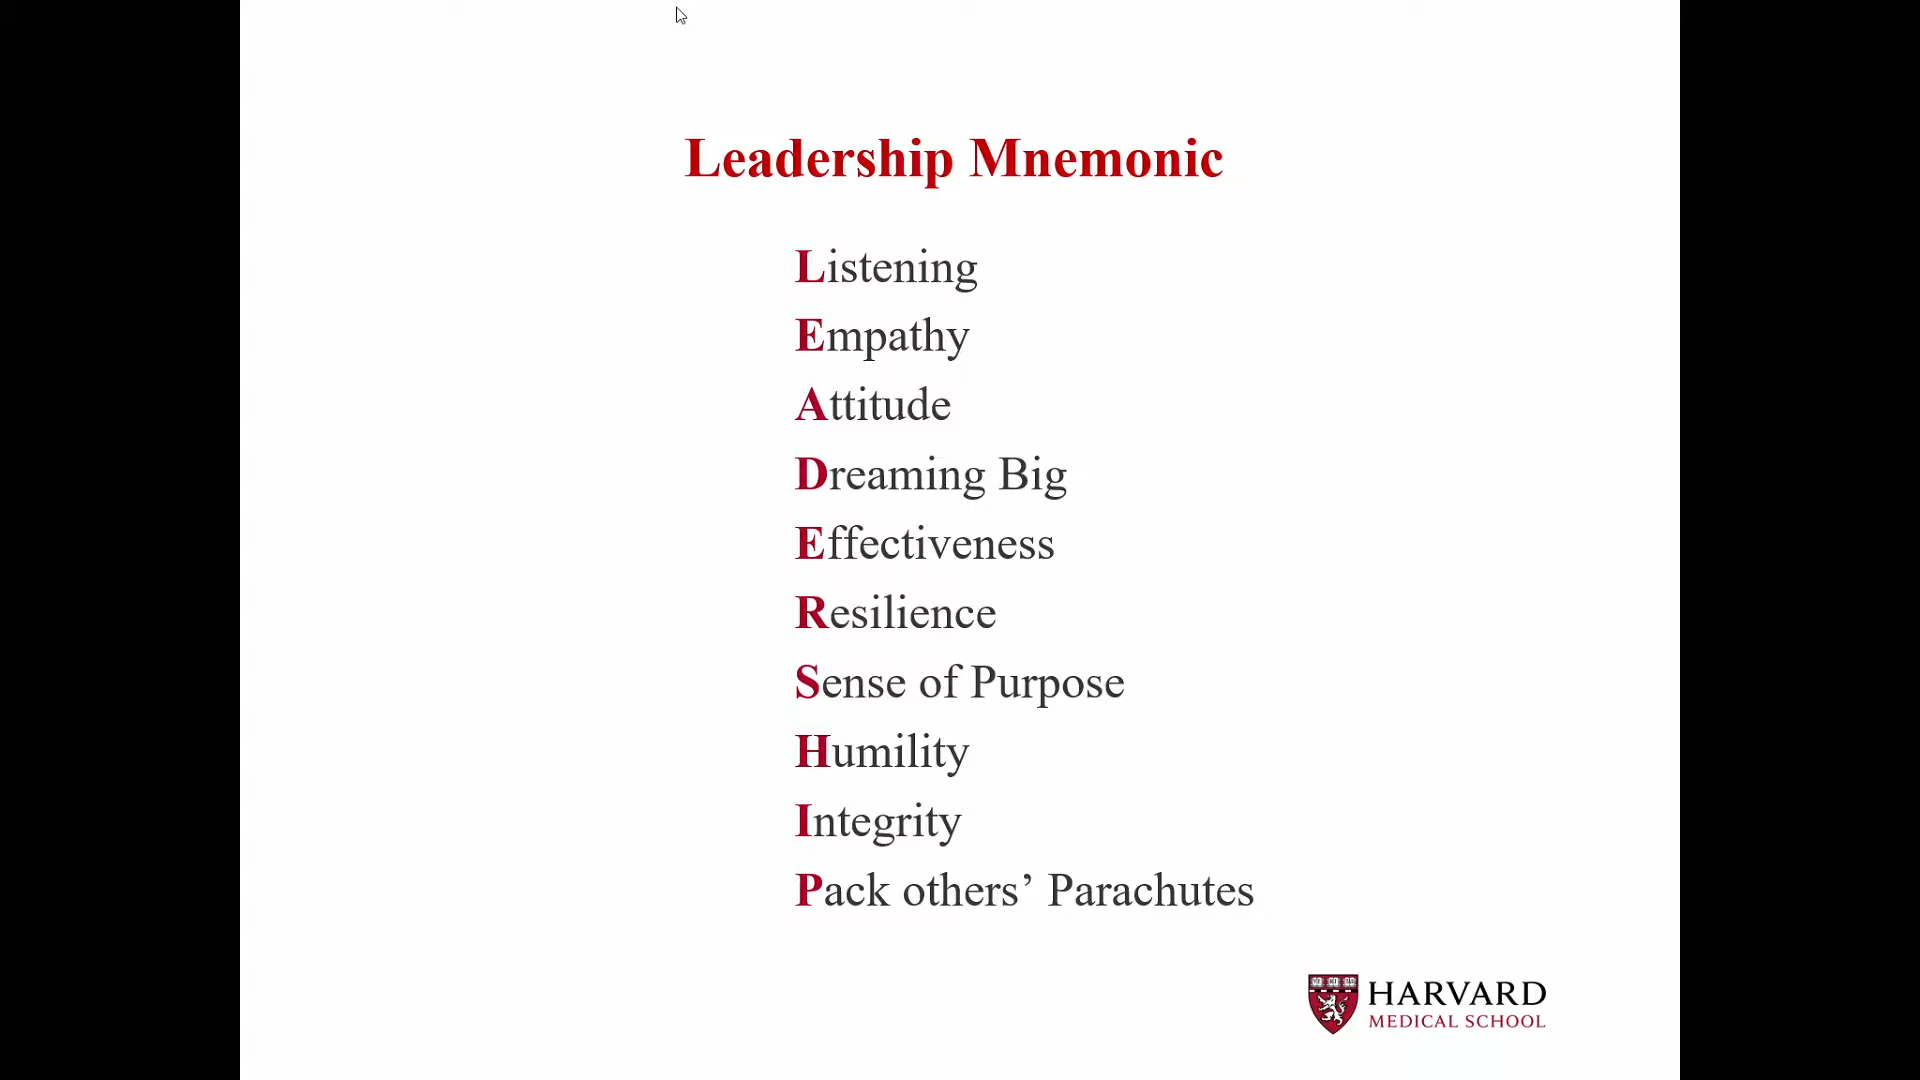 Leadership Mnemonic
Listening
Empathy
Attitude
Dreaming Big
Effectiveness
Resilience
Sense of Purpose
Humility
Integrity
Pack others’ Parachutes
HARVARD
MEDICAL SCHOOL